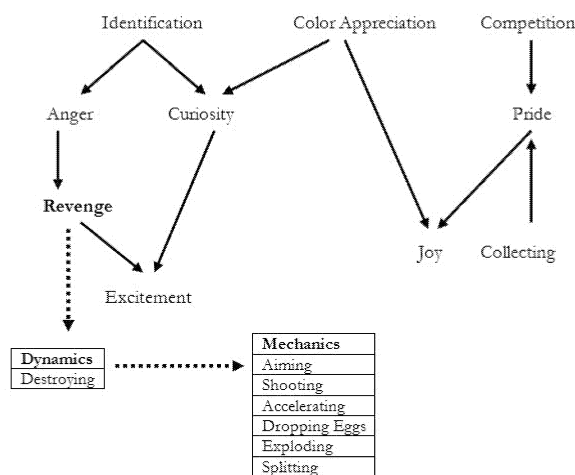 Identification
Color Appreciation
Competition
Anger
Curiosity
Pride
Revenge
Joy
Collecting
Excitement
Dynamics
Destroying
Mechanics
Aiming
Shooting
Accelerating
Dropping Eggs
Exploding
Splitting